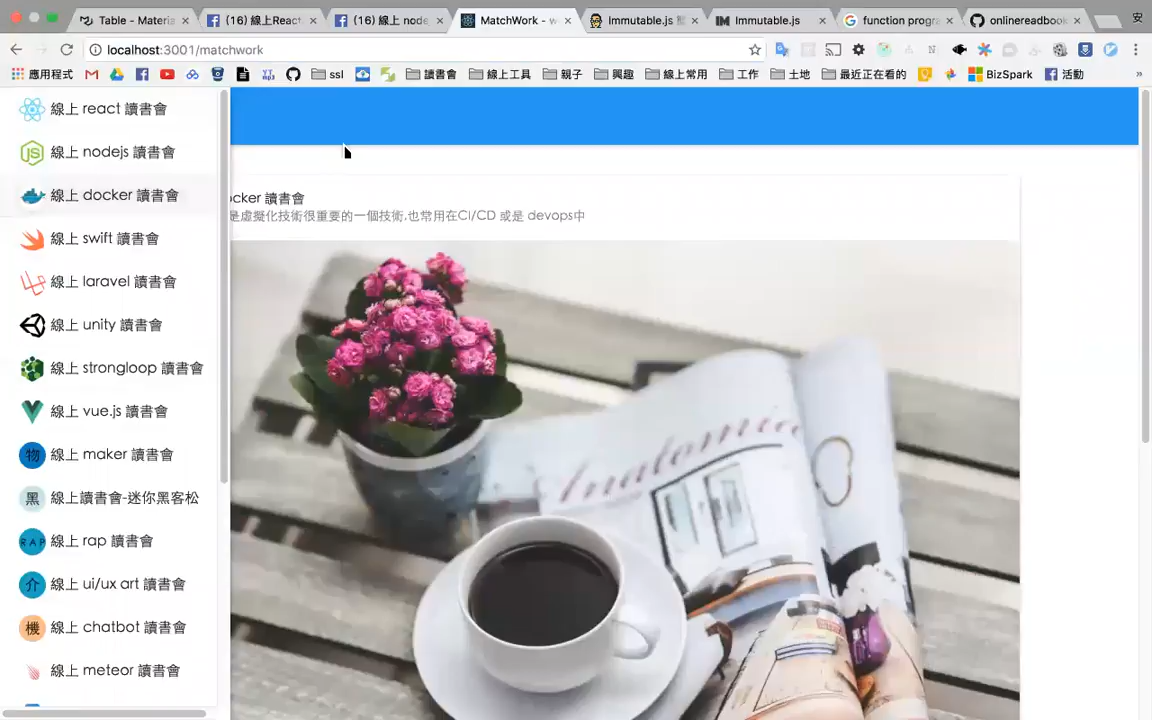 Table - Materia
(16) 線上Reac
(16) 線上 node
MatchWork - w
Immutable.js
Immutable.js
function progra
onlinereadbook
安
localhost:3001/matchwork
應用程式
ssl
讀書會
線上工具
親子
興趣
線上常用
工作
土地
最近正在看的
BizSpark
活動
»
線上 react 讀書會
線上 nodejs 讀書會
線上 docker 讀書會
線上 swift 讀書會
線上 laravel 讀書會
線上 unity 讀書會
線上 strongloop 讀書會
線上 vue.js 讀書會
物 線上 maker 讀書會
黑 線上讀書會-迷你黑客松
RAP 線上 rap 讀書會
介 線上 ui/ux art 讀書會
機 線上 chatbot 讀書會
線上 meteor 讀書會
ocker 讀書會
是虛擬化技術很重要的一個技術,也常用在CI/CD 或是 devops中